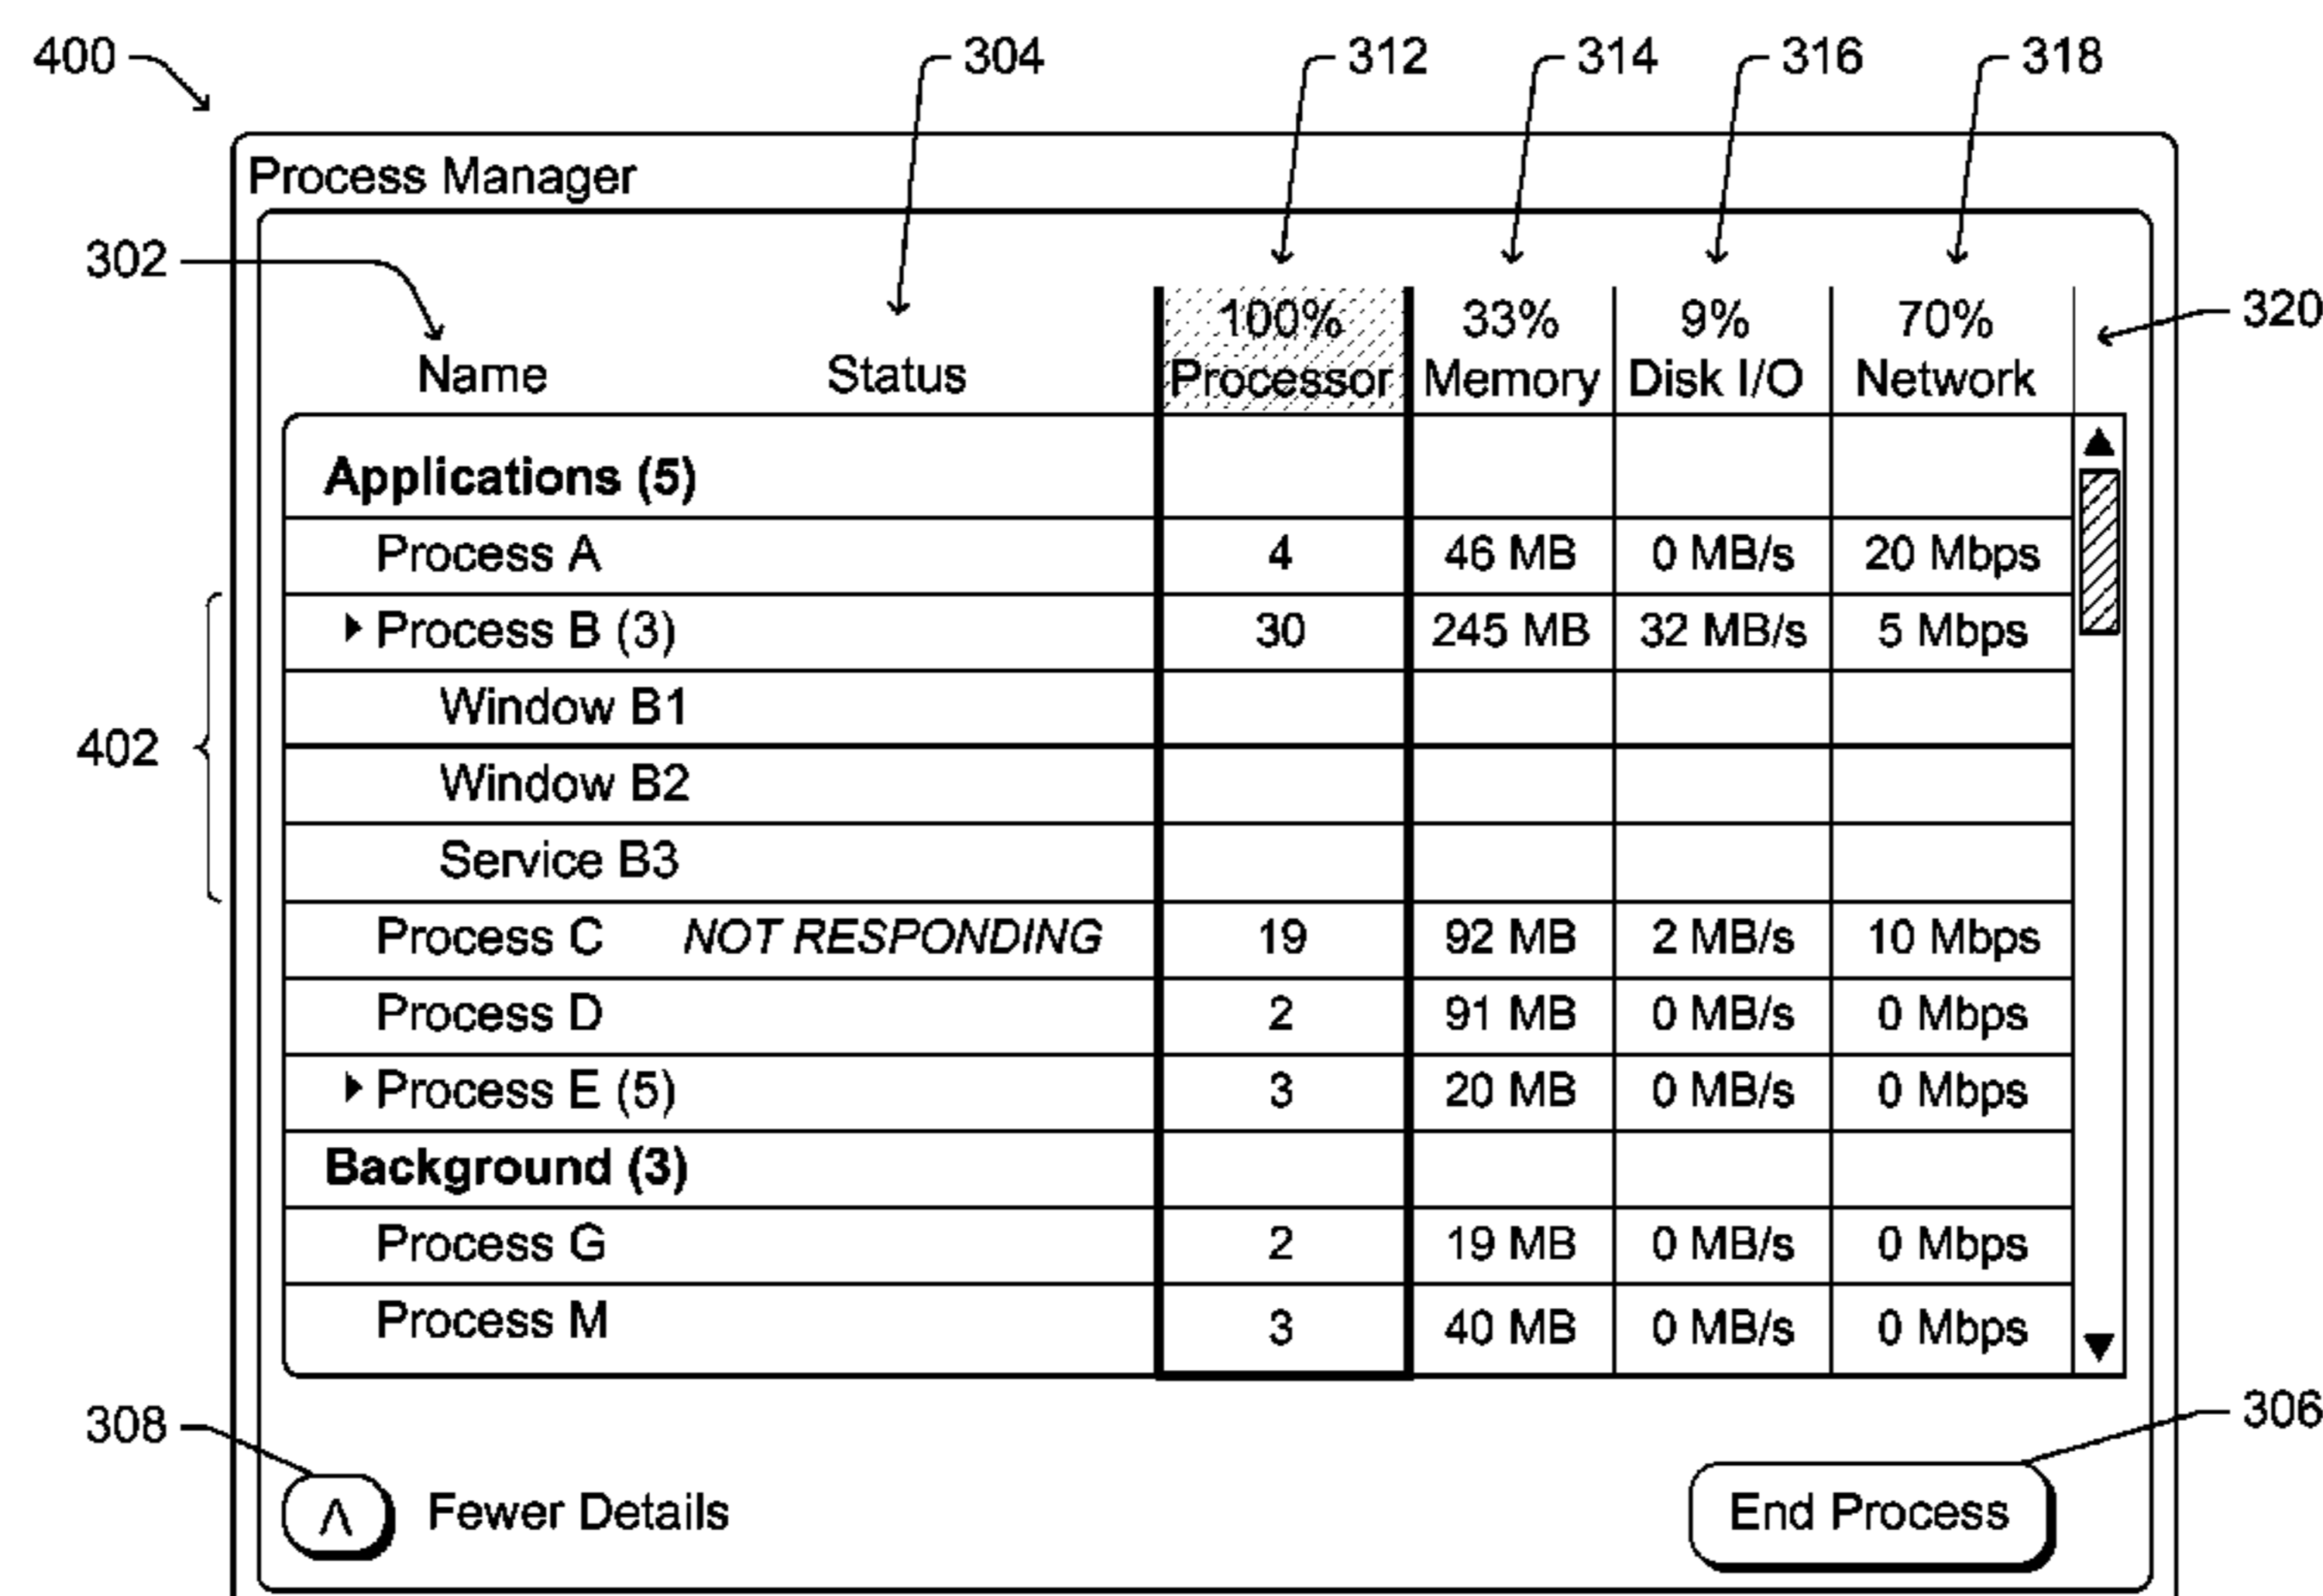 400 304 312 314 316 318
Process Manager
302
100% 33% 9% 70% 320
Name Status Processor Memory Disk I/O Network
Applications (5)
Process A 4 46 MB 0 MB/s 20 Mbps
Process B (3) 30 245 MB 32 MB/s 5 Mbps
Window B1
402
Window B2
Service B3
Process C NOT RESPONDING 19 92 MB 2 MB/s 10 Mbps
Process D 2 91 MB 0 MB/s 0 Mbps
Process E (5) 3 20 MB 0 MB/s 0 Mbps
Background (3)
Process G 2 19 MB 0 MB/s 0 Mbps
Process M 3 40 MB 0 MB/s 0 Mbps
308 306
Λ Fewer Details End Process